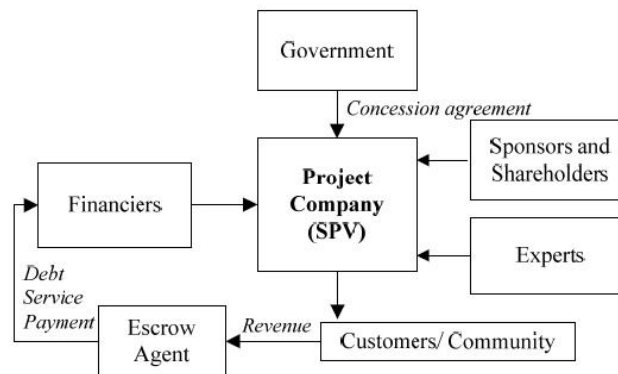 Government
Concession agreement
Sponsors and
Shareholders
Project
Company
(SPV)
Financiers
Experts
Debt
Service
Payment
Escrow
Agent
Revenue
Customers/ Community